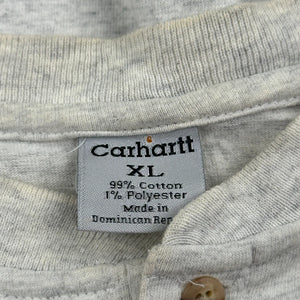 Carhartt
XL
99% Cotton
1% Polyester
Made in
Dominican Rep